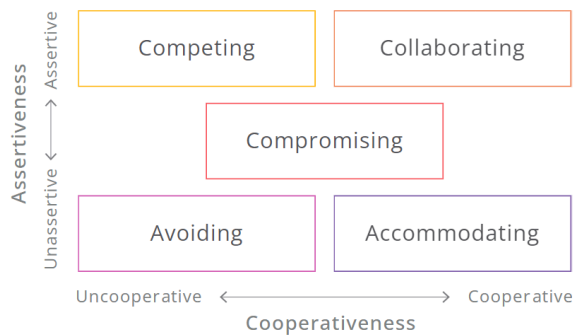 Competing
Collaborating
Compromising
Avoiding
Accommodating
Assertiveness
Assertive
Unassertive
Uncooperative
Cooperative
Cooperativeness